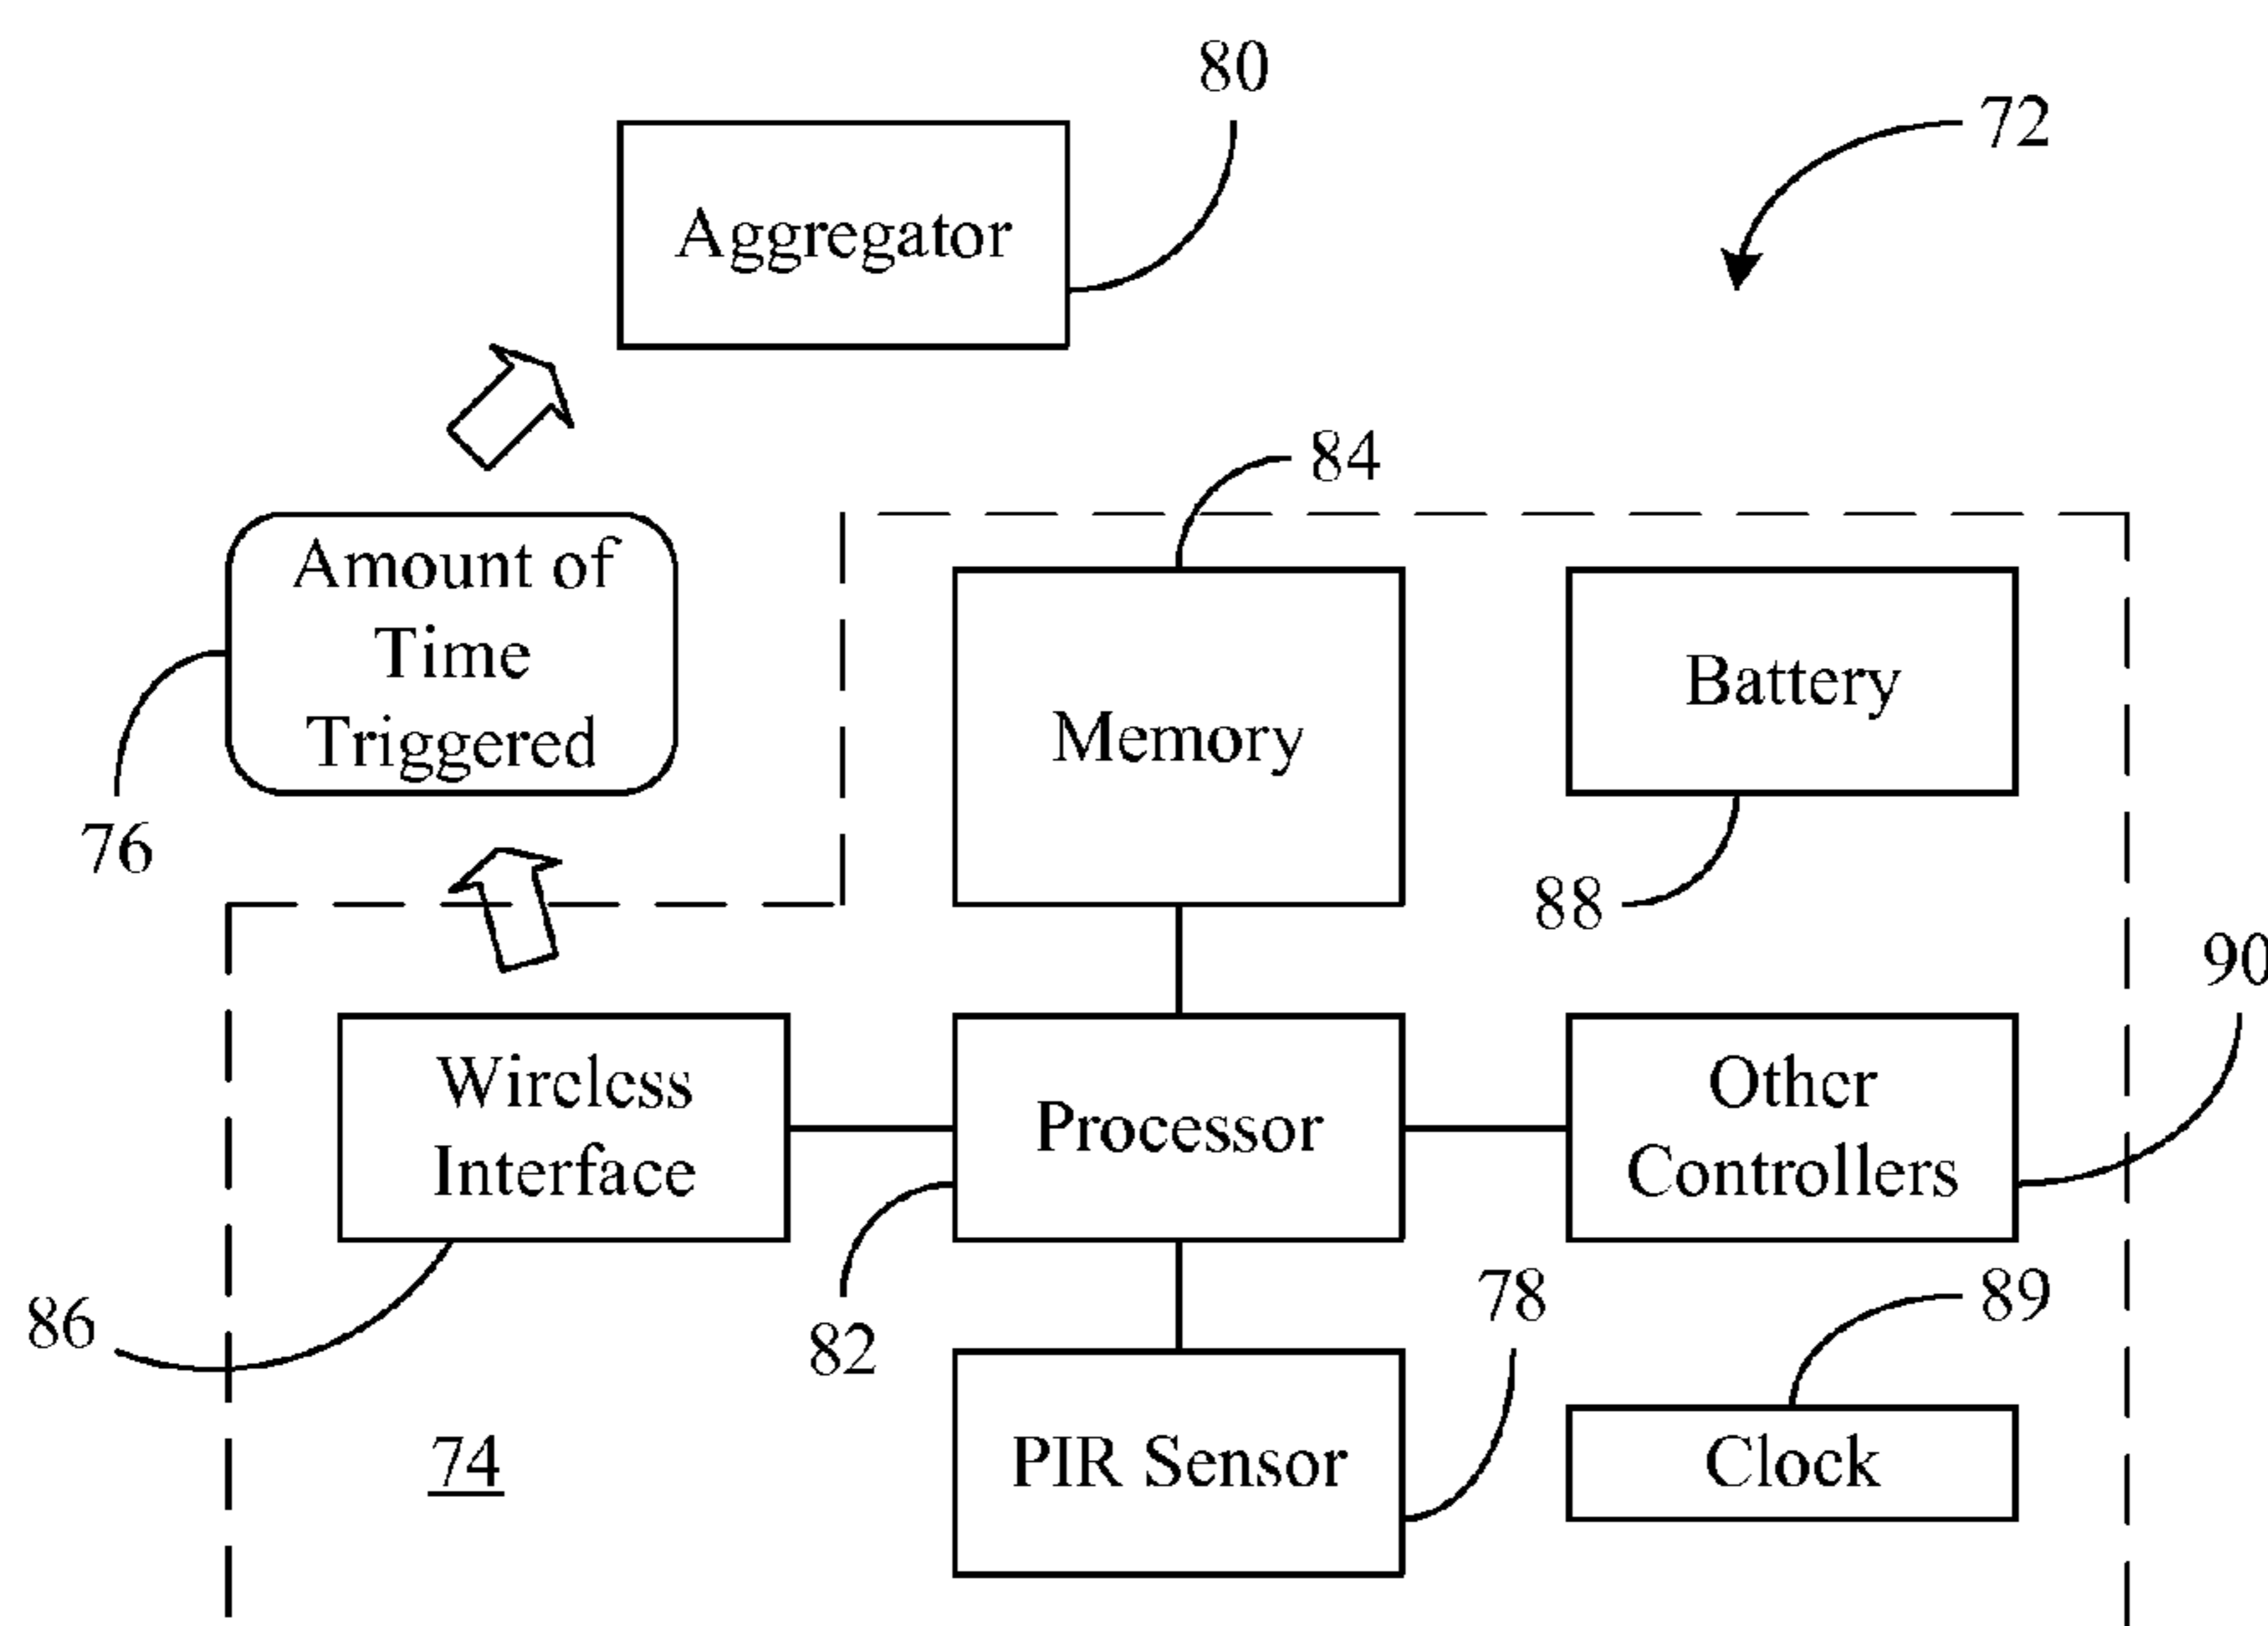 80
72
Aggregator
84
Amount of
Time
Triggered
Battery
Memory
76
88
90
Wireless
Interface
Processor
Other
Controllers
86
82
78
89
74
PIR Sensor
Clock